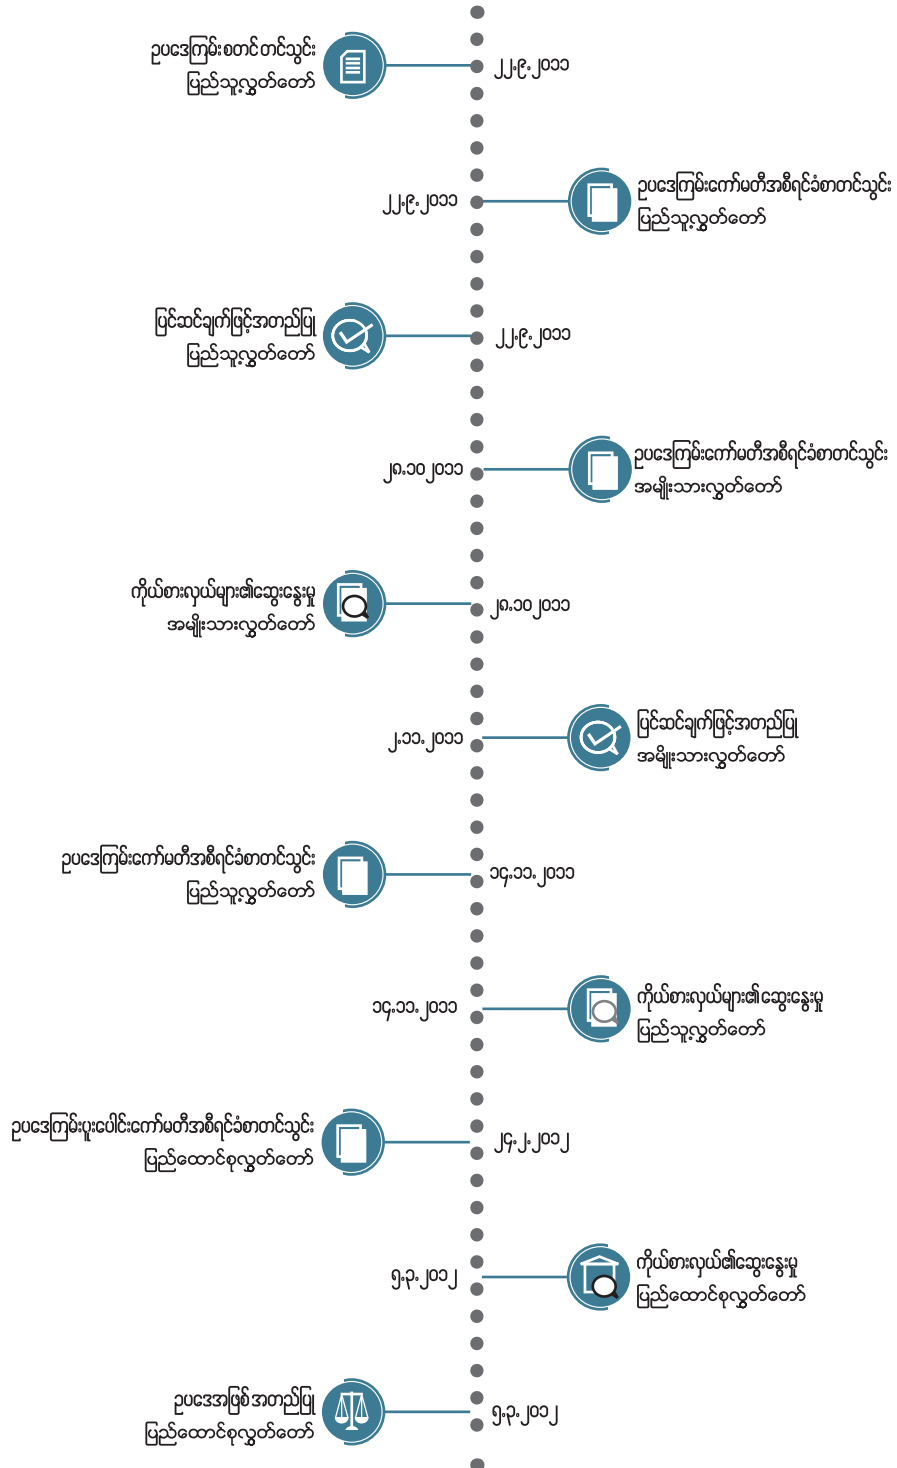 ဥပဒေကြမ်းစတင်တင်သွင်း
ပြည်သူ့လွှတ်တော်
၂၂.၉.၂၀၁၁
၂၂.၉.၂၀၁၁
ဥပဒေကြမ်းကော်မတီအစီရင်ခံစာတင်သွင်း
ပြည်သူ့လွှတ်တော်
ပြင်ဆင်ချက်ဖြင့်အတည်ပြု
ပြည်သူ့လွှတ်တော်
၂၂.၉.၂၀၁၁
၂၈.၁၀၂၀၁၁
ဥပဒေကြမ်းကော်မတီအစီရင်ခံစာတင်သွင်း
အမျိုးသားလွှတ်တော်
ကိုယ်စားလှယ်များ၏ဆွေးနွေးမှု
အမျိုးသားလွှတ်တော်
၂၈.၁၀၂၀၁၁
၂.၁၁.၂၀၁၁
ပြင်ဆင်ချက်ဖြင့်အတည်ပြု
အမျိုးသားလွှတ်တော်
ဥပဒေကြမ်းကော်မတီအစီရင်ခံစာတင်သွင်း
ပြည်သူ့လွှတ်တော်
၁၄.၁၁.၂၀၁၁
၁၄.၁၁.၂၀၁၁
ကိုယ်စားလှယ်များ၏ဆွေးနွေးမှု
ပြည်သူ့လွှတ်တော်
ဥပဒေကြမ်းပူးပေါင်းကော်မတီအစီရင်ခံစာတင်သွင်း
ပြည်ထောင်စုလွှတ်တော်
၂၄.၂.၂၀၁၂
၅.၃.၂၀၁၂
ကိုယ်စားလှယ်၏ဆွေးနွေးမှု
ပြည်ထောင်စုလွှတ်တော်
ဥပဒေအဖြစ်အတည်ပြု
ပြည်ထောင်စုလွှတ်တော်
၅.၃.၂၀၁၂